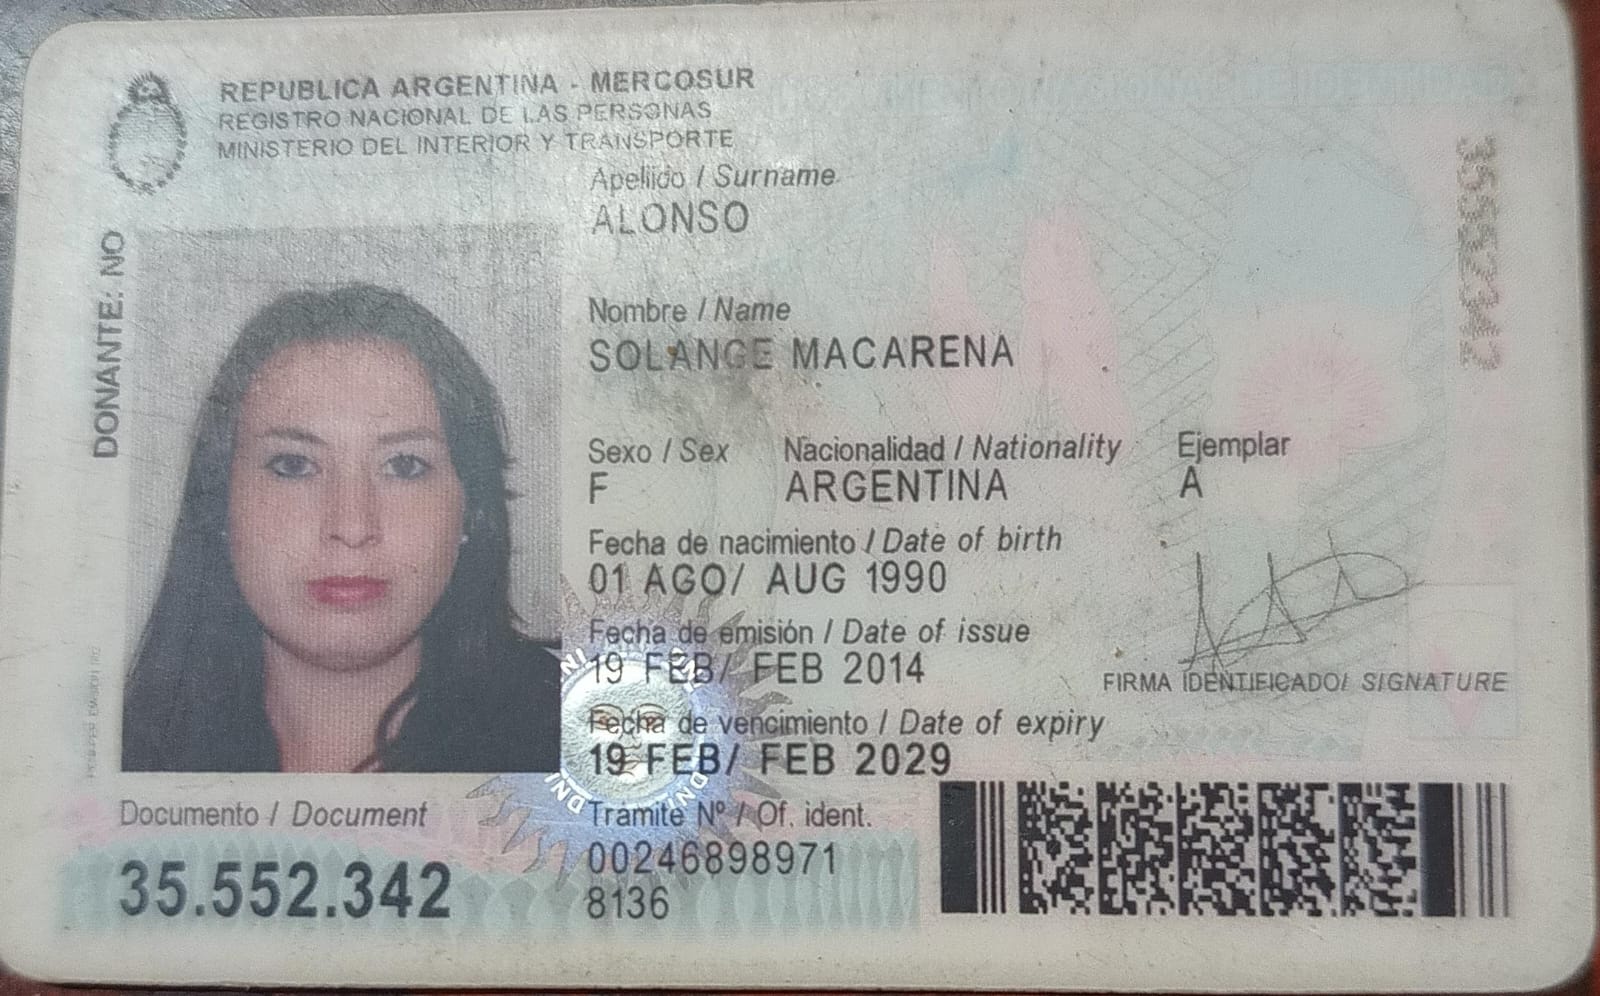 REPUBLICA ARGENTINA - MERCOSUR
REGISTRO NACIONAL DE LAS PERSONAS
MINISTERIO DEL INTERIOR Y TRANSPORTE
Apellido / Surname
ALONSO
DONANTE: NO
35552342
Nombre / Name
SOLANGE MACARENA
Sexo / Sex Nacionalidad / Nationality Ejemplar
F ARGENTINA A
Fecha de nacimiento / Date of birth
01 AGO/ AUG 1990
Fecha de emisión / Date of issue
19 FEB/ FEB 2014
FIRMA IDENTIFICADO/ SIGNATURE
Fecha de vencimiento / Date of expiry
19 FEB/ FEB 2029
DNI
DNI
DNI
Documento / Document
35.552.342
Trámite Nº / Of. ident.
00246898971
8136